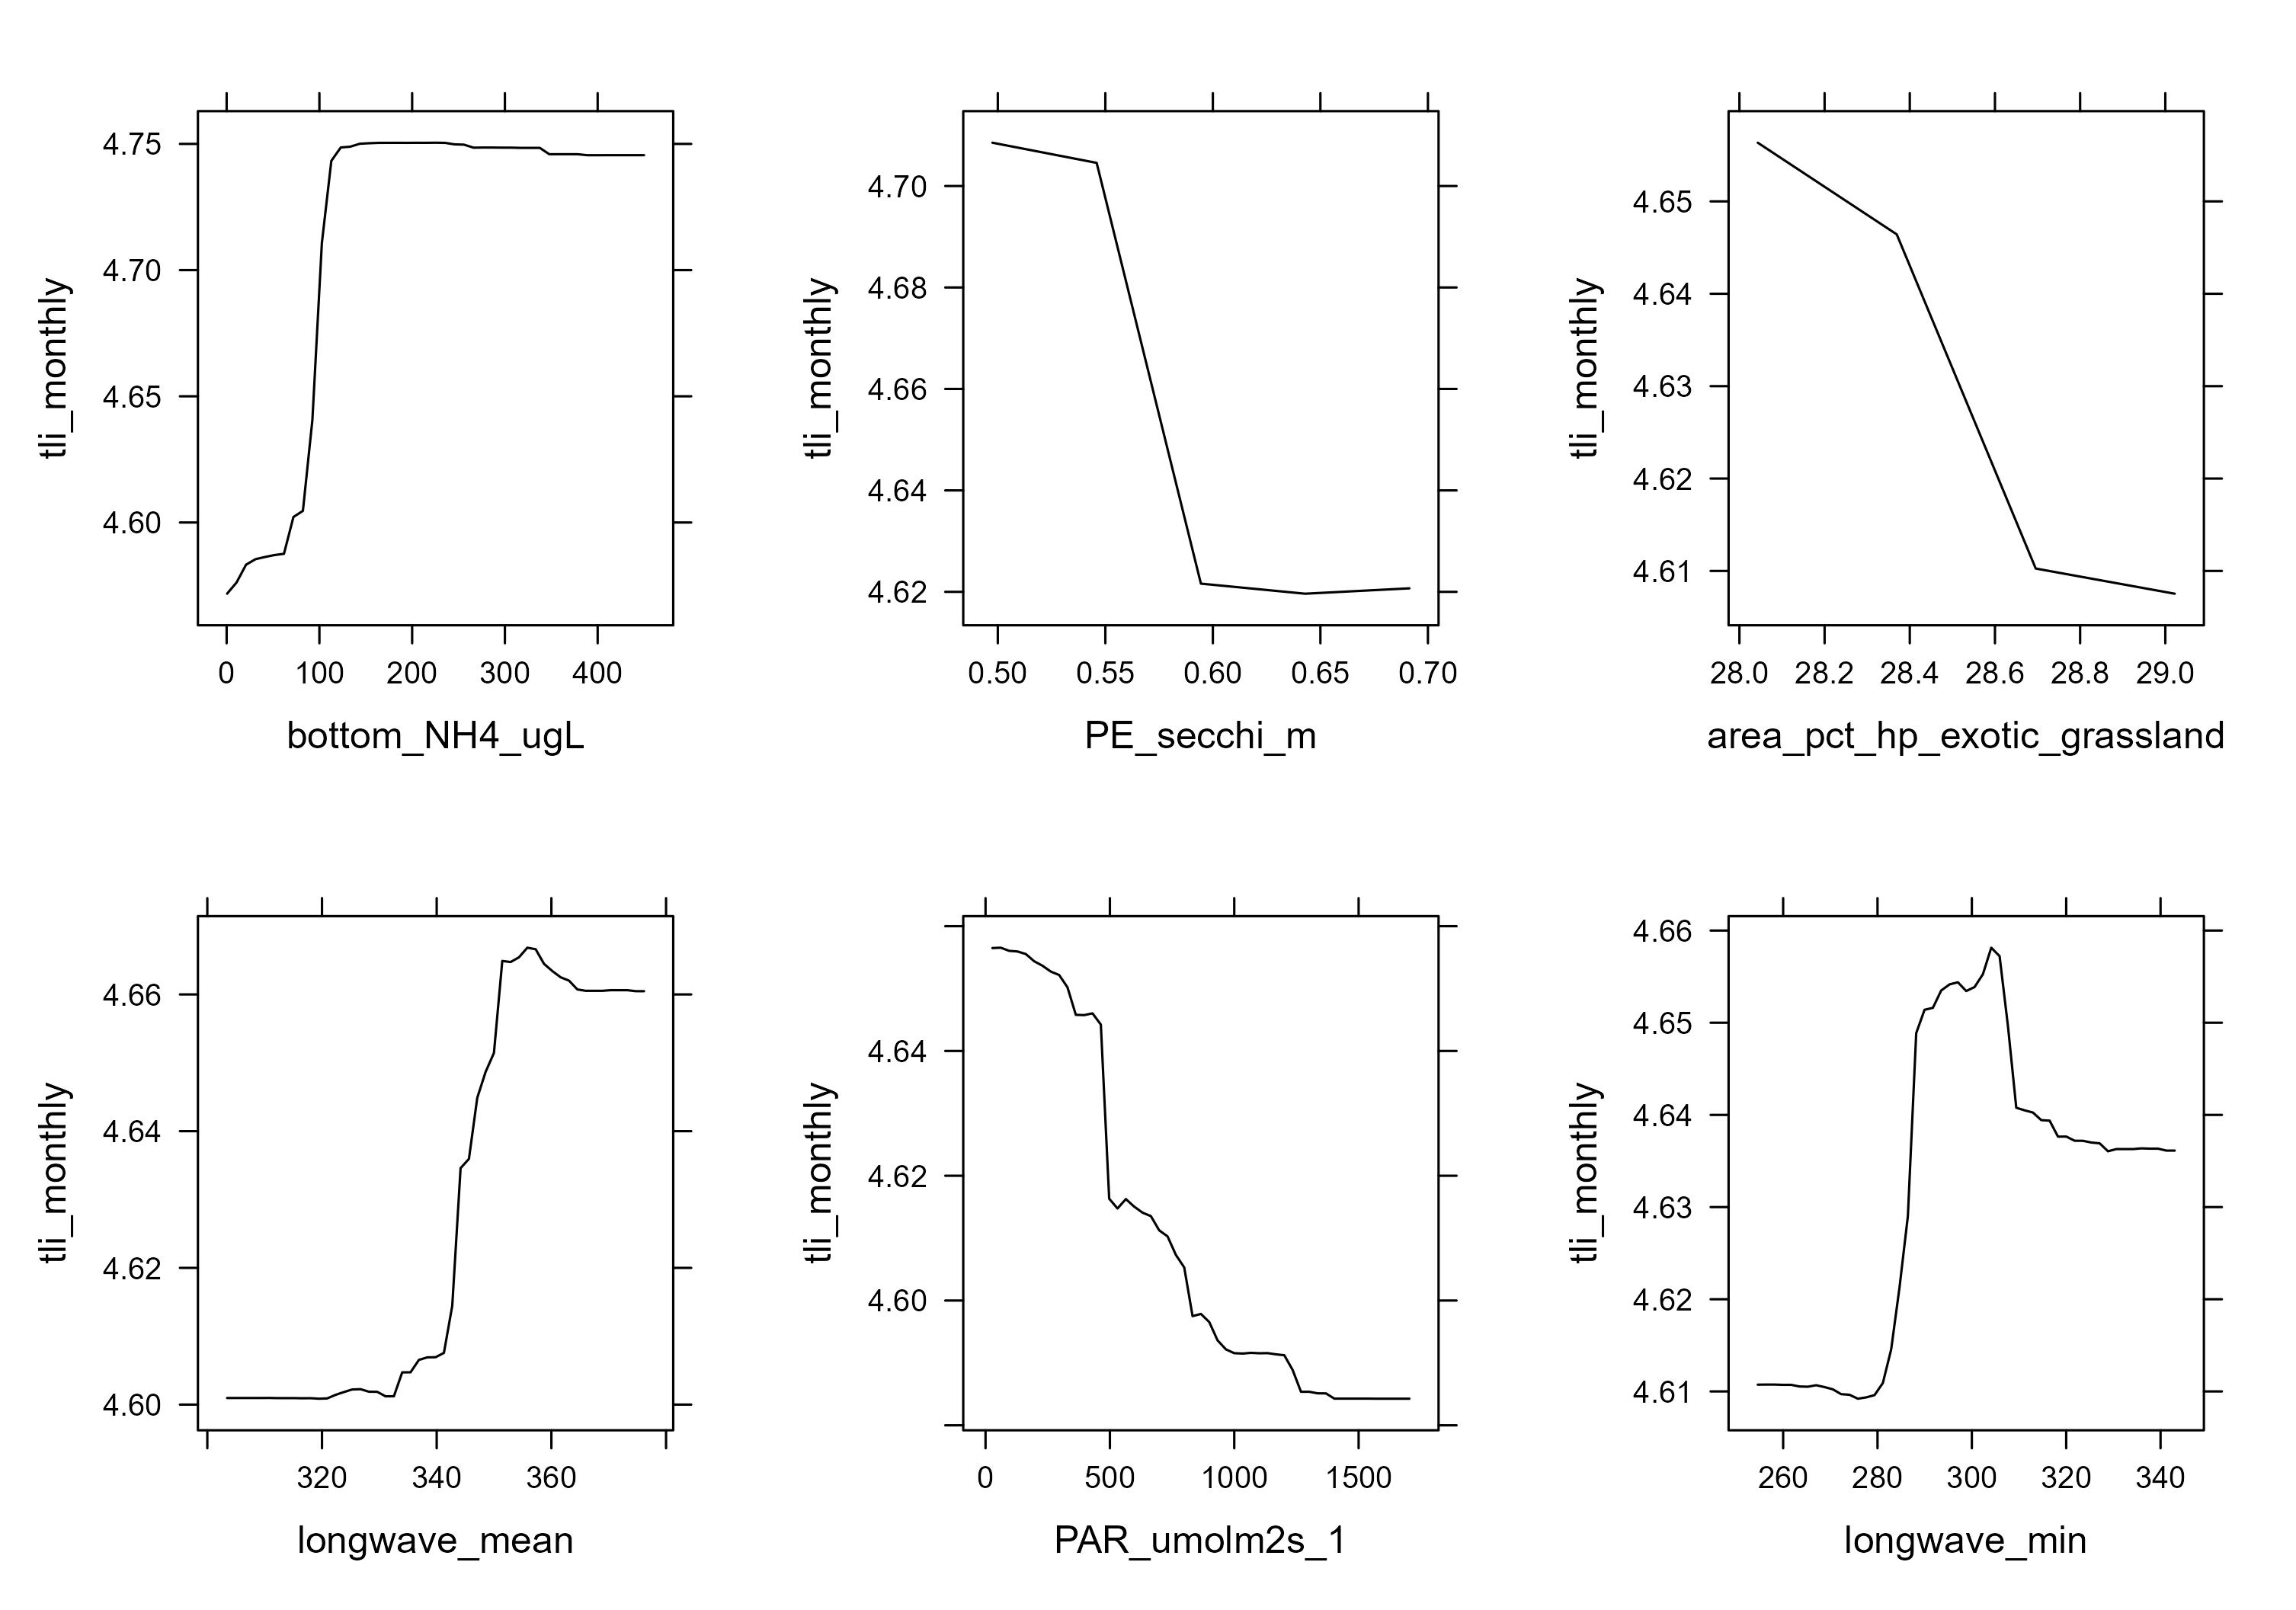 4.75
4.70
4.65
4.60
tli_monthly
0 100 200 300 400
bottom_NH4_ugL
4.70
4.68
4.66
4.64
4.62
tli_monthly
0.50 0.55 0.60 0.65 0.70
PE_secchi_m
4.65
4.64
4.63
4.62
4.61
tli_monthly
28.0 28.2 28.4 28.6 28.8 29.0
area_pct_hp_exotic_grassland
4.66
4.64
4.62
4.60
tli_monthly
320 340 360
longwave_mean
4.64
4.62
4.60
tli_monthly
0 500 1000 1500
PAR_umolm2s_1
4.66
4.65
4.64
4.63
4.62
4.61
tli_monthly
260 280 300 320 340
longwave_min